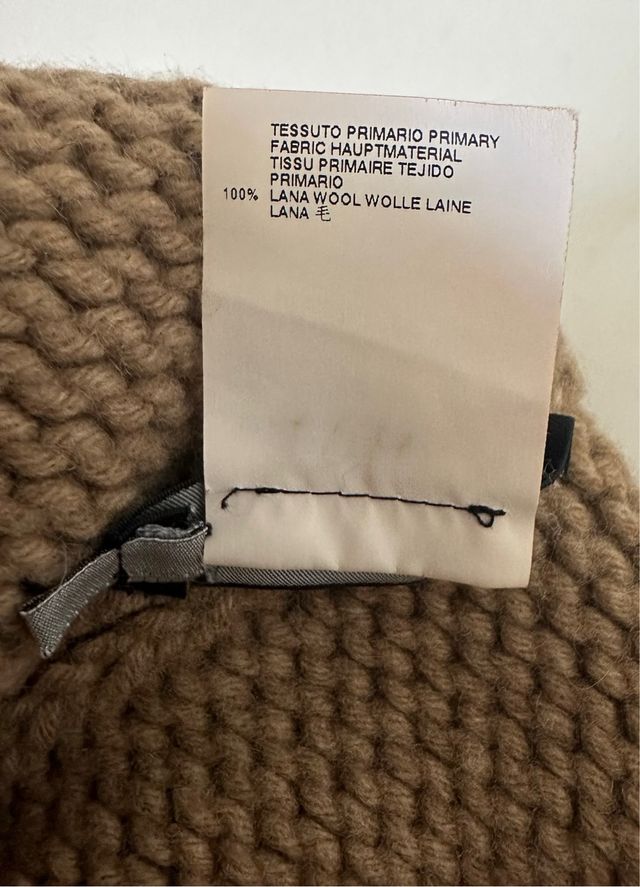 TESSUTO PRIMARIO PRIMARY
FABRIC HAUPTMATERIAL
TISSU PRIMAIRE TEJIDO
PRIMARIO
100% LANA WOOL WOLLE LAINE
LANA 毛